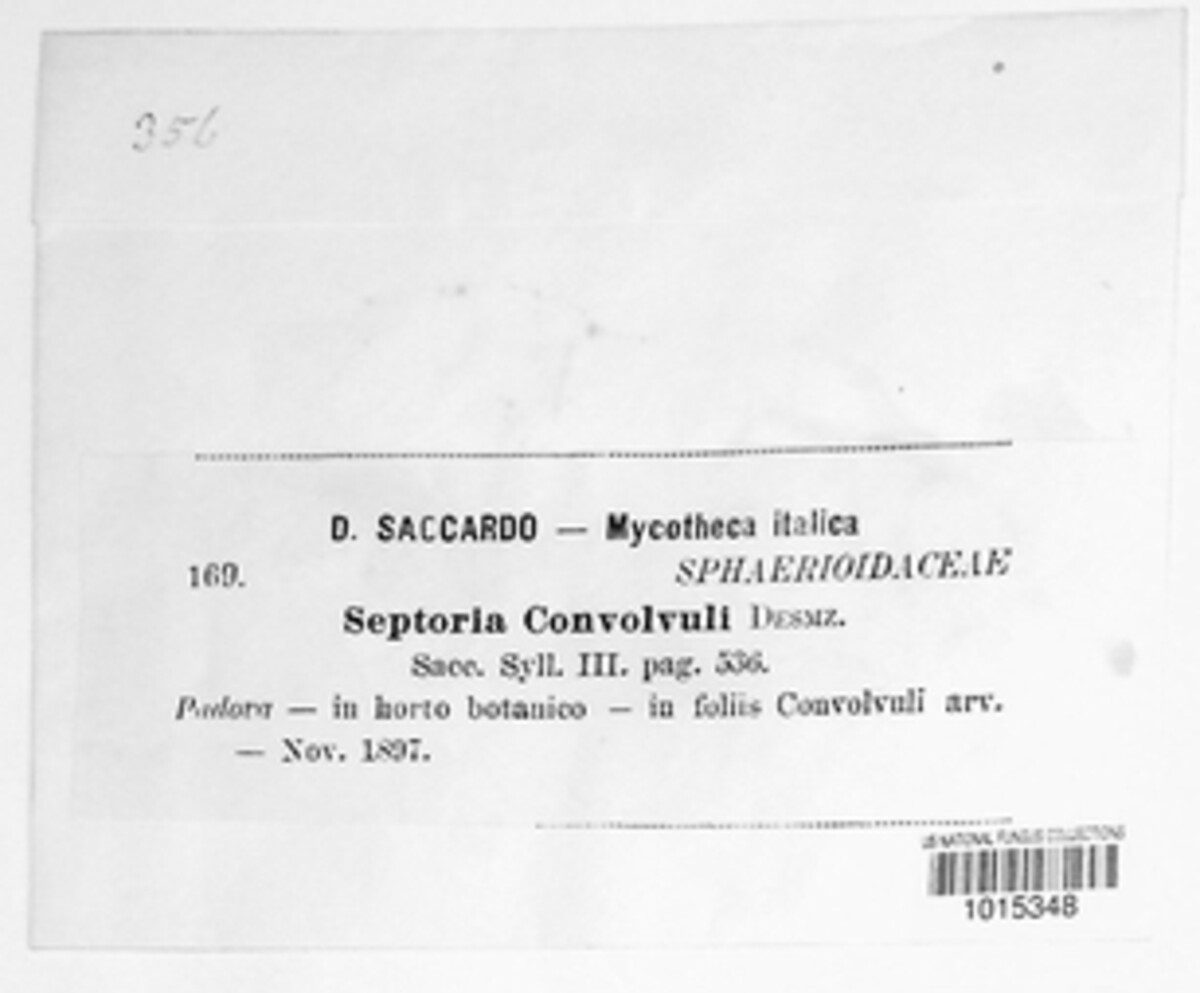 356
D. SACCARDO — Mycotheca italica
169.
SPHAERIOIDACEAE
Septoria Convolvuli DESMZ.
Sacc. Syll. III. pag. 536.
Padova — in horto botanico — in foliis Convolvuli arv.
— Nov. 1897.
US NATIONAL FUNGUS COLLECTIONS
1015348